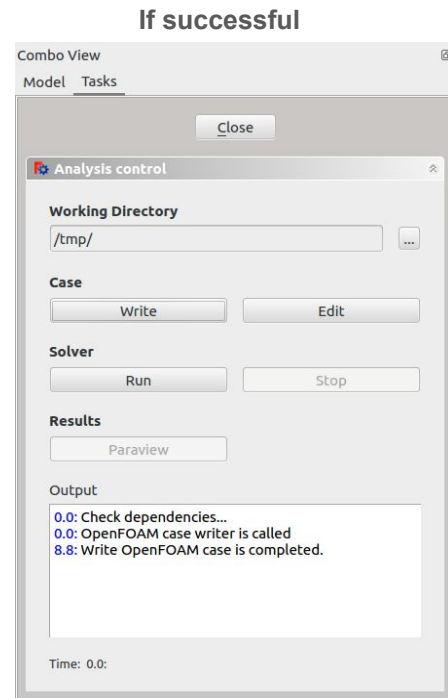 If successful
Combo View
Model Tasks
Close
Analysis control
Working Directory
/tmp/ ...
Case
Write Edit
Solver
Run Stop
Results
Paraview
Output
0.0: Check dependencies...
0.0: OpenFOAM case writer is called
8.8: Write OpenFOAM case is completed.
Time: 0.0: